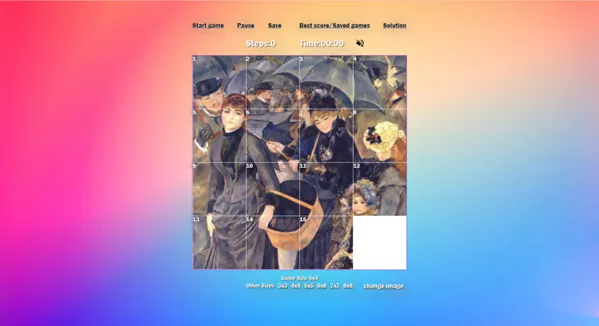 Start game Pause Save Best score/Saved games Solution
Steps:0 Time:00:00
1 2 3 4
5 6 7 8
9 10 11 12
13 14 15
Game Size 4x4
Other Sizes: 3x3 4x4 5x5 6x6 7x7 8x8 change image